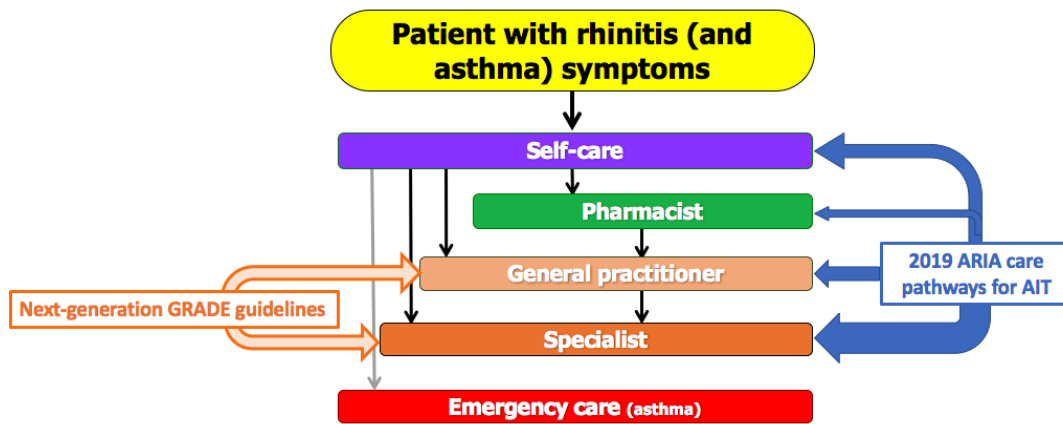 Patient with rhinitis (and
asthma) symptoms
Self-care
Pharmacist
General practitioner
2019 ARIA care
pathways for AIT
Next-generation GRADE guidelines
Specialist
Emergency care (asthma)